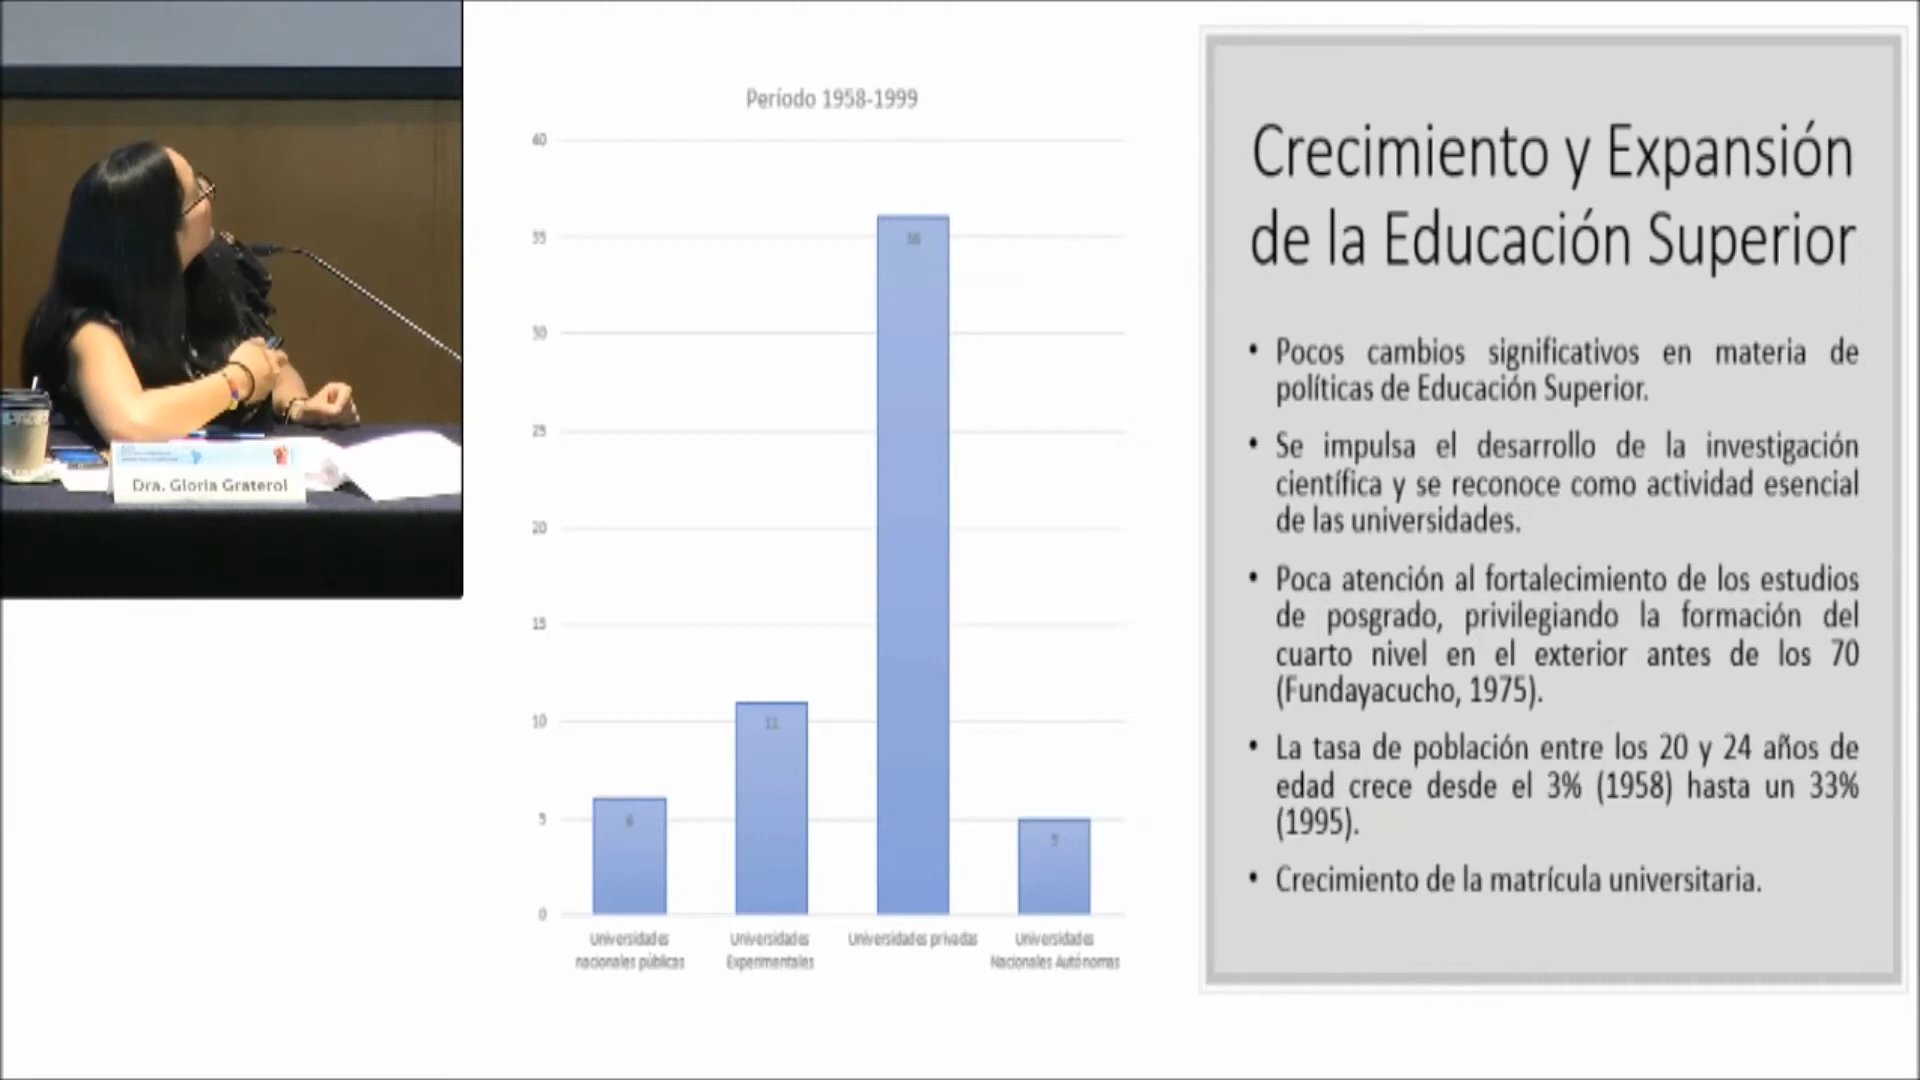 Dra. Gloria Graterol
Período 1958-1999
40
35
30
25
20
15
10
5
0
6
11
36
5
Universidades
nacionales públicas
Universidades
Experimentales
Universidades privadas
Universidades
Nacionales Autónomas
Crecimiento y Expansión
de la Educación Superior
• Pocos cambios significativos en materia de
políticas de Educación Superior.
• Se impulsa el desarrollo de la investigación
científica y se reconoce como actividad esencial
de las universidades.
• Poca atención al fortalecimiento de los estudios
de posgrado, privilegiando la formación del
cuarto nivel en el exterior antes de los 70
(Fundayacucho, 1975).
• La tasa de población entre los 20 y 24 años de
edad crece desde el 3% (1958) hasta un 33%
(1995).
• Crecimiento de la matrícula universitaria.